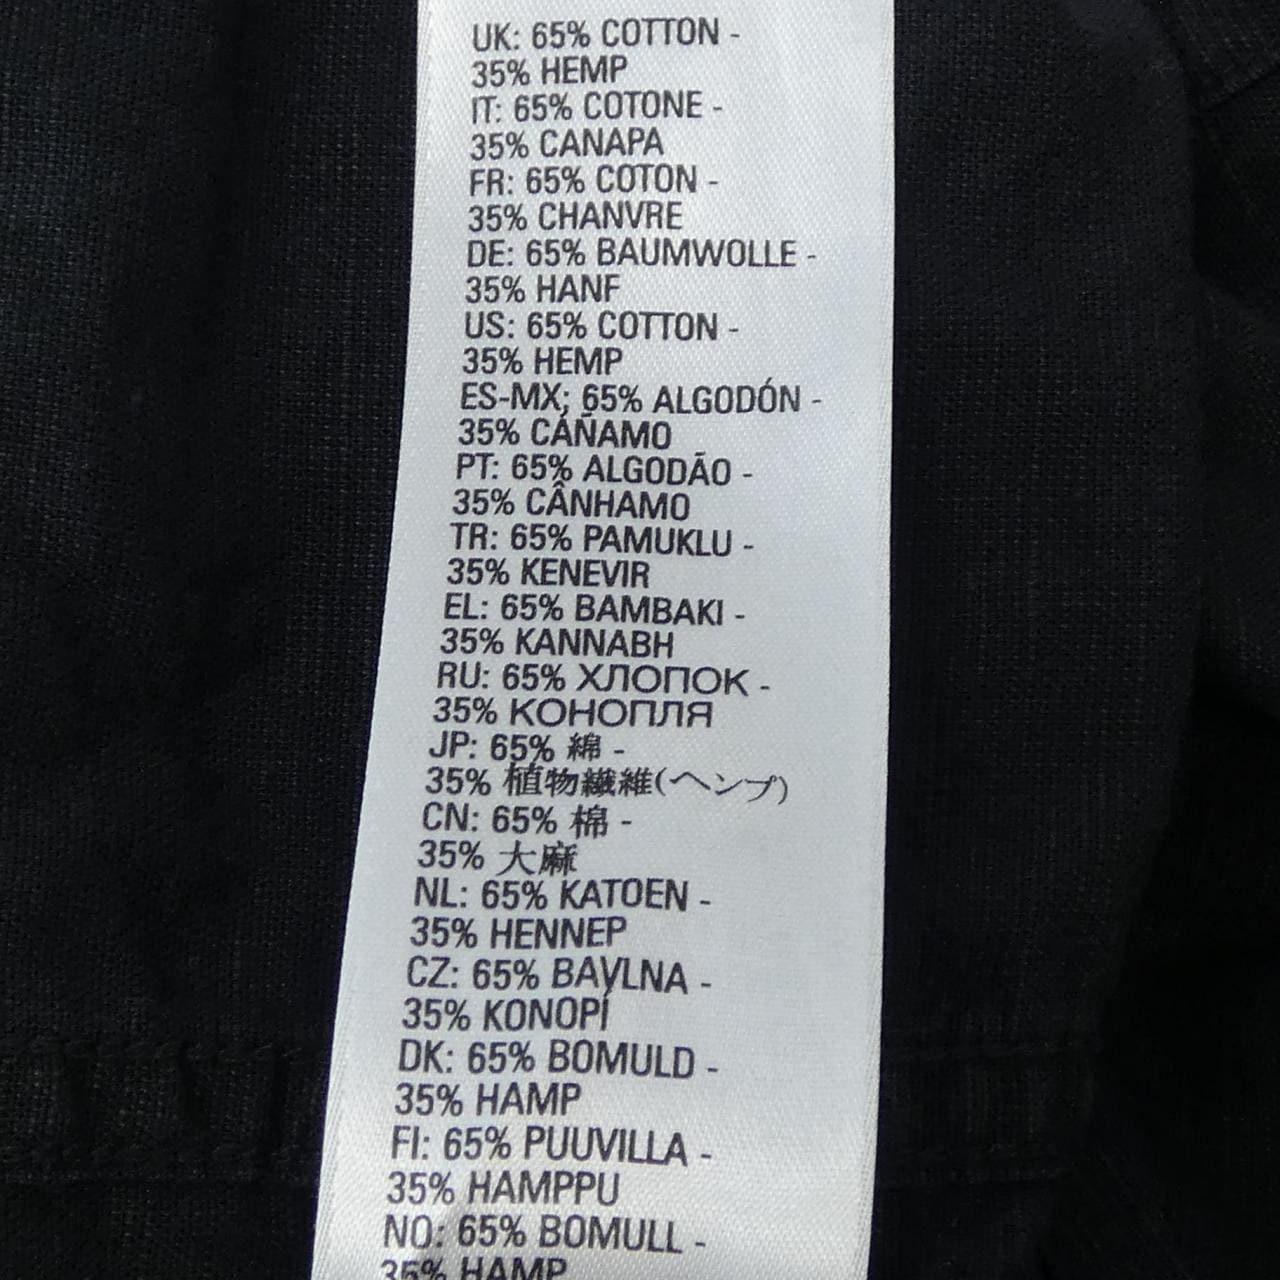 UK: 65% COTTON -
35% HEMP
IT: 65% COTONE -
35% CANAPA
FR: 65% COTON -
35% CHANVRE
DE: 65% BAUMWOLLE -
35% HANF
US: 65% COTTON -
35% HEMP
ES-MX; 65% ALGODÓN -
35% CÁÑAMO
PT: 65% ALGODÃO -
35% CÂNHAMO
TR: 65% PAMUKLU -
35% KENEVIR
EL: 65% BAMBAKI -
35% KANNABH
RU: 65% ХЛОПОК -
35% КОНОПЛЯ
JP: 65% 綿 -
35% 植物繊維(ヘンプ)
CN: 65% 棉 -
35% 大麻
NL: 65% KATOEN -
35% HENNEP
CZ: 65% BAVLNA -
35% KONOPÍ
DK: 65% BOMULD -
35% HAMP
FI: 65% PUUVILLA -
35% HAMPPU
NO: 65% BOMULL -
35% HAMP